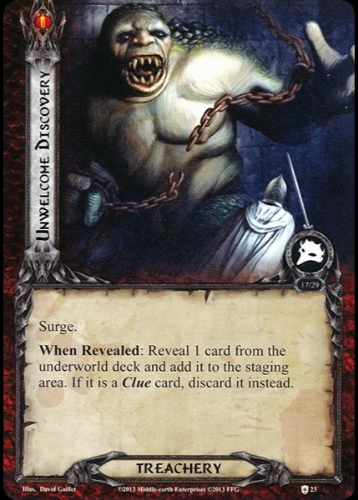 UNWELCOME DISCOVERY
17/29
Surge.
When Revealed: Reveal 1 card from the
underworld deck and add it to the staging
area. If it is a Clue card, discard it instead.
TREACHERY
Illus. David Gaillet
©2013 Middle-earth Enterprises ©2013 FFG
23